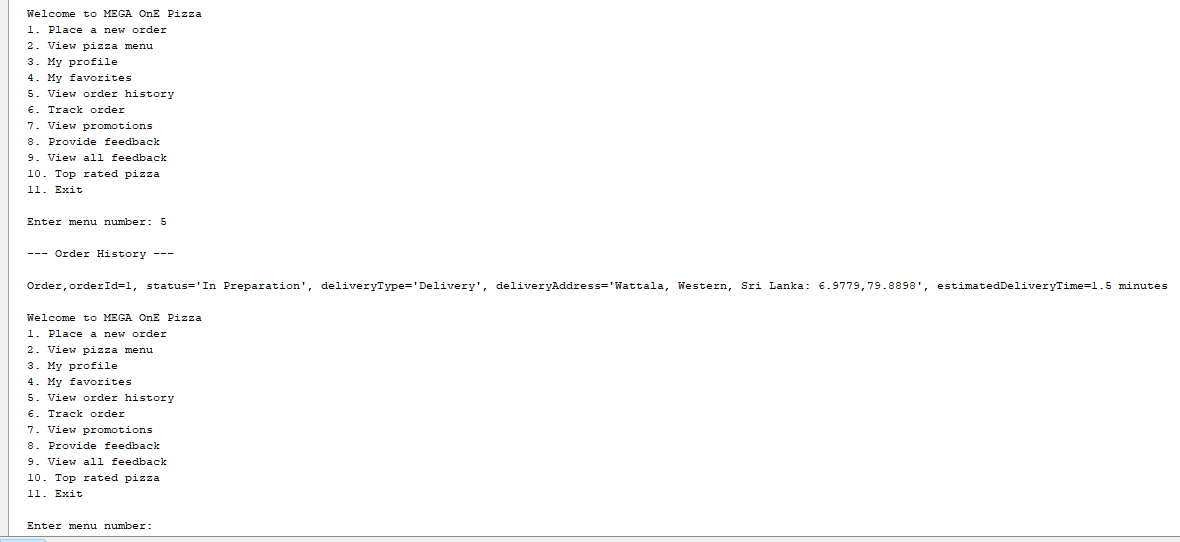 Welcome to MEGA OnE Pizza
1. Place a new order
2. View pizza menu
3. My profile
4. My favorites
5. View order history
6. Track order
7. View promotions
8. Provide feedback
9. View all feedback
10. Top rated pizza
11. Exit
Enter menu number: 5
--- Order History ---
Order,orderId=1, status='In Preparation', deliveryType='Delivery', deliveryAddress='Wattala, Western, Sri Lanka: 6.9779,79.8898', estimatedDeliveryTime=1.5 minutes
Welcome to MEGA OnE Pizza
1. Place a new order
2. View pizza menu
3. My profile
4. My favorites
5. View order history
6. Track order
7. View promotions
8. Provide feedback
9. View all feedback
10. Top rated pizza
11. Exit
Enter menu number: